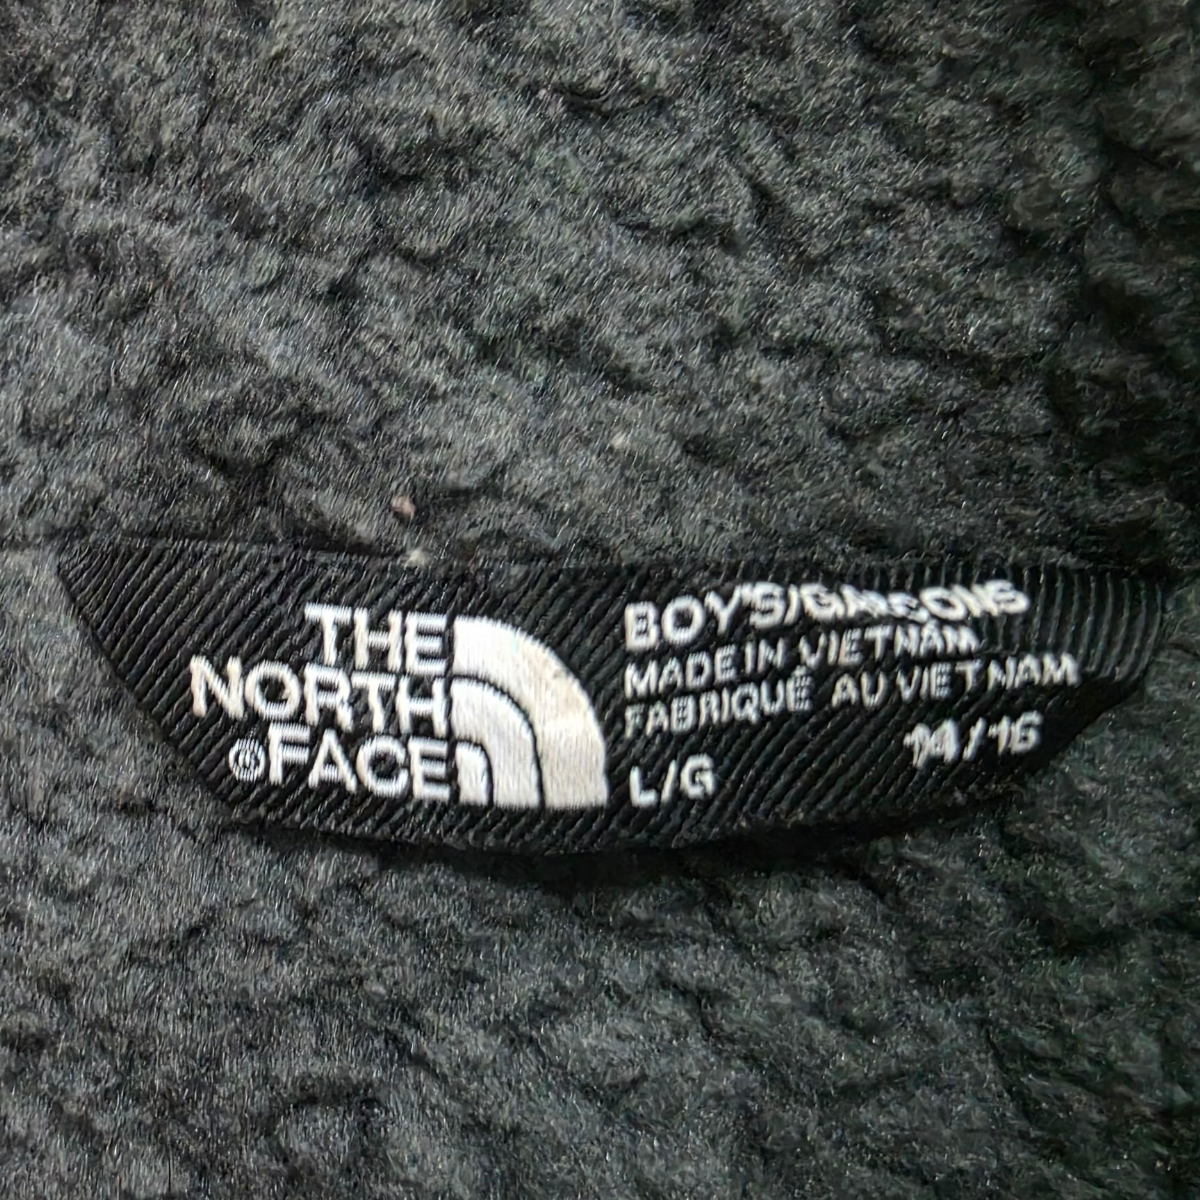 THE
NORTH
FACE
BOY'S/GARÇONS
MADE IN VIETNAM
FABRIQUÉ AU VIETNAM
L/G 14/16